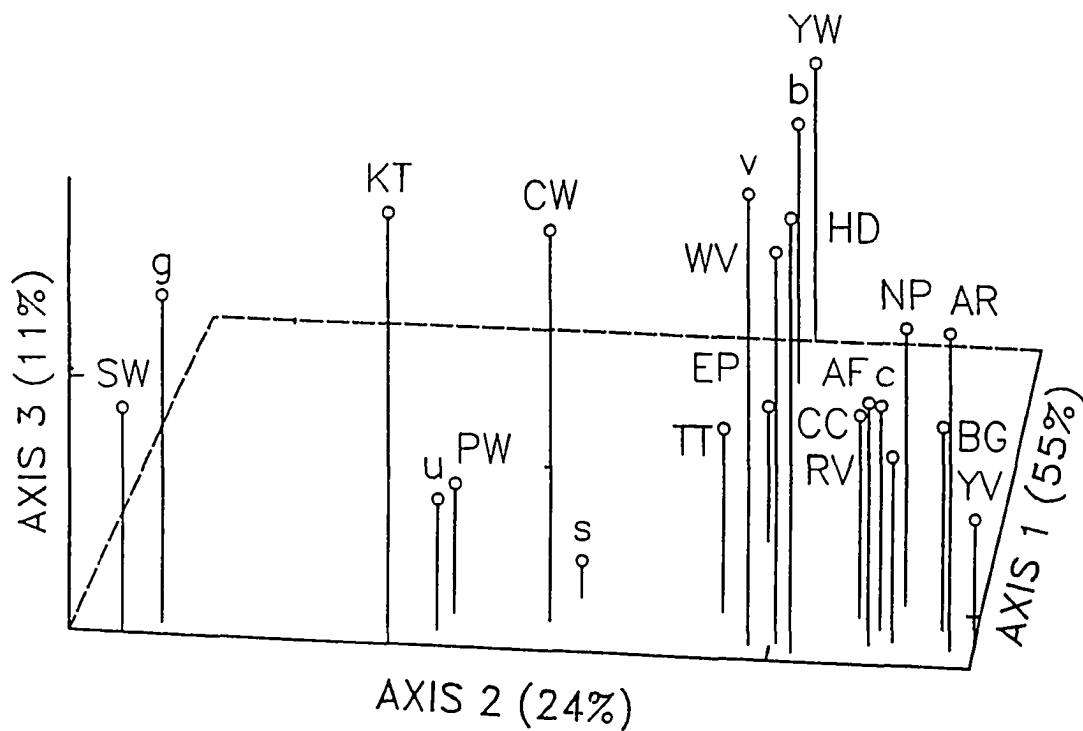 YW
b
v
KT
CW
HD
WV
g
NP
AR
SW
EP
AF
c
TT
CC
BG
PW
u
RV
YV
s
AXIS 3 (11%)
AXIS 1 (55%)
AXIS 2 (24%)